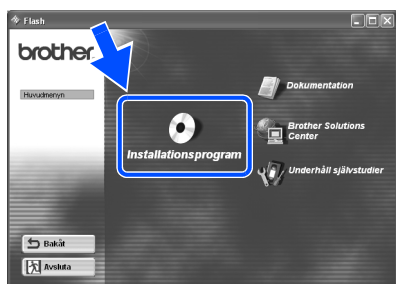 Flash
brother
Huvudmenyn
Dokumentation
Brother Solutions
Center
Installationsprogram
Underhåll självstudier
Bakåt
Avsluta